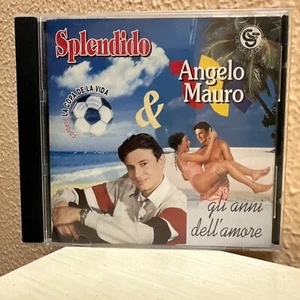 Splendido
&
Angelo
Mauro
LA COPA DE LA VIDA
gli anni
dell'amore